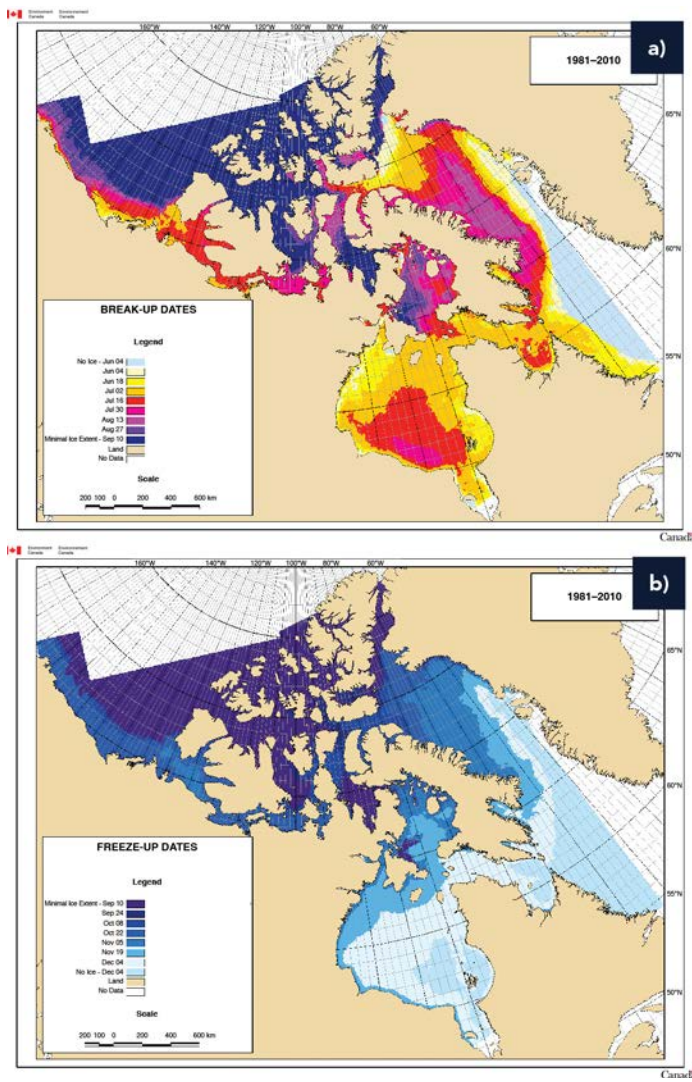 Environment Canada Environnement Canada
160°W 140°W 120°W 100°W 80°W 60°W
1981–2010
a)
65°N
60°N
55°N
50°N
BREAK-UP DATES
Legend
No Ice - Jun 04
Jun 04
Jun 18
Jul 02
Jul 16
Jul 30
Aug 13
Aug 27
Minimal Ice Extent - Sep 10
Land
No Data
Scale
200 100 0 200 400 600 km
Canada
Environment Canada Environnement Canada
160°W 140°W 120°W 100°W 80°W 60°W
1981–2010
b)
65°N
60°N
55°N
50°N
FREEZE-UP DATES
Legend
Minimal Ice Extent - Sep 10
Sep 24
Oct 08
Oct 22
Nov 05
Nov 19
Dec 04
No Ice - Dec 04
Land
No Data
Scale
200 100 0 200 400 600 km
Canada